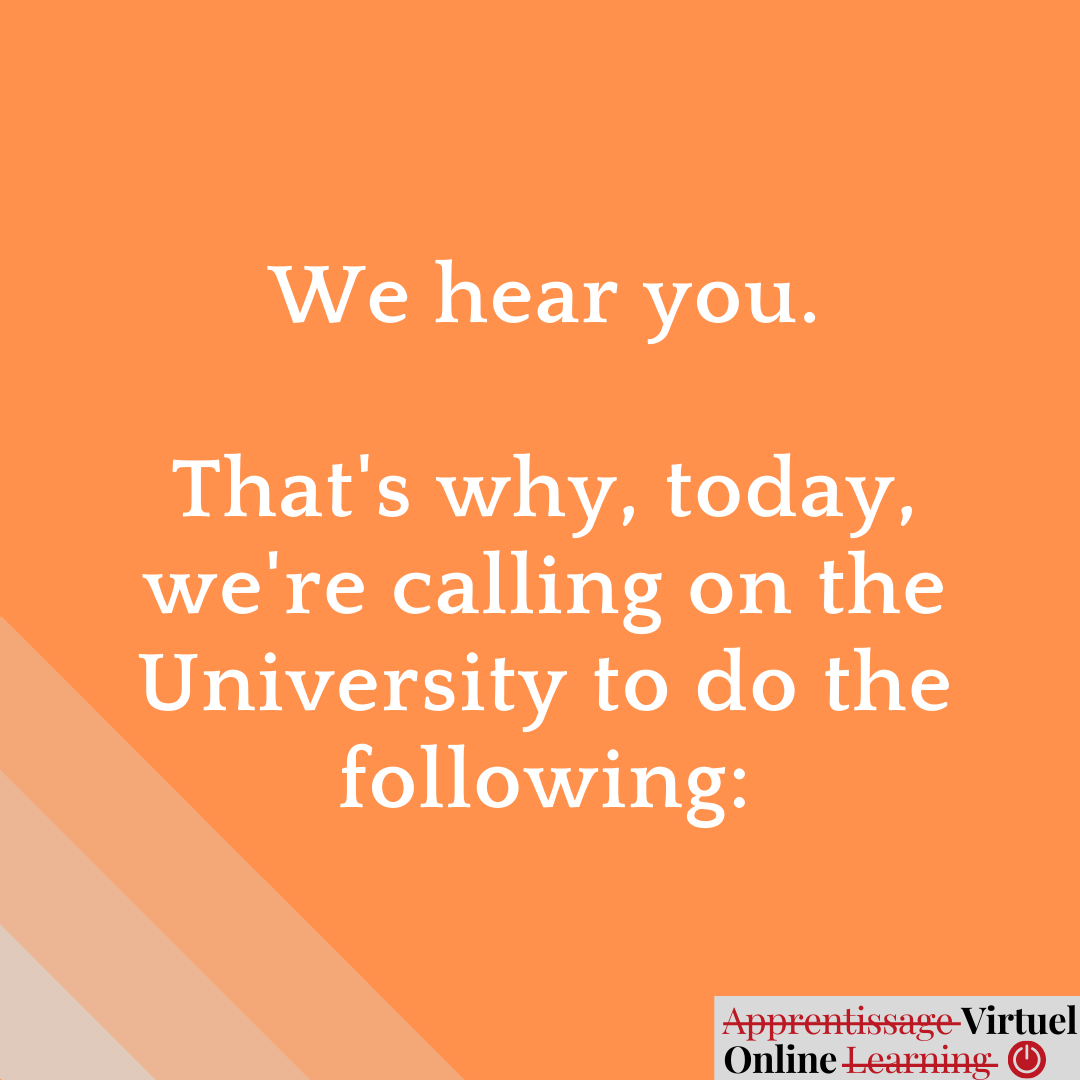 We hear you.
That's why, today,
we're calling on the
University to do the
following:
Apprentissage Virtuel
Online Learning